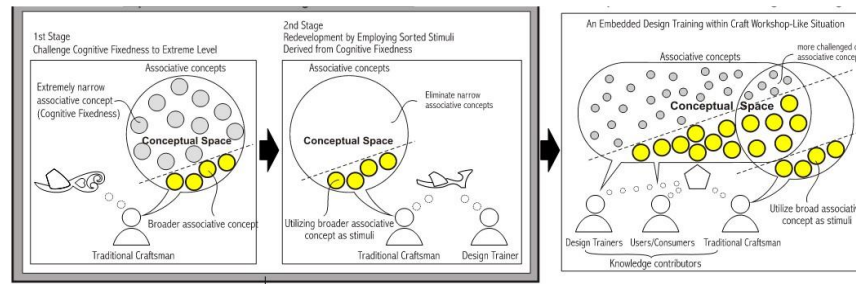 1st Stage
Challenge Cognitive Fixedness to Extreme Level
Associative concepts
Extremely narrow
associative concept
(Cognitive Fixedness)
Conceptual Space
Broader associative concept
Traditional Craftsman
2nd Stage
Redevelopment by Employing Sorted Stimuli
Derived from Cognitive Fixedness
Associative concepts
Eliminate narrow
associative concepts
Conceptual Space
Utilizing broader associative
concept as stimuli
Traditional Craftsman
Design Trainer
An Embedded Design Training within Craft Workshop-Like Situation
Associative concepts
more challenged
associative
Conceptual Space
Utilize broad
concept as stimuli
Design Trainers
Users/Consumers
Traditional Craftsman
Knowledge contributors